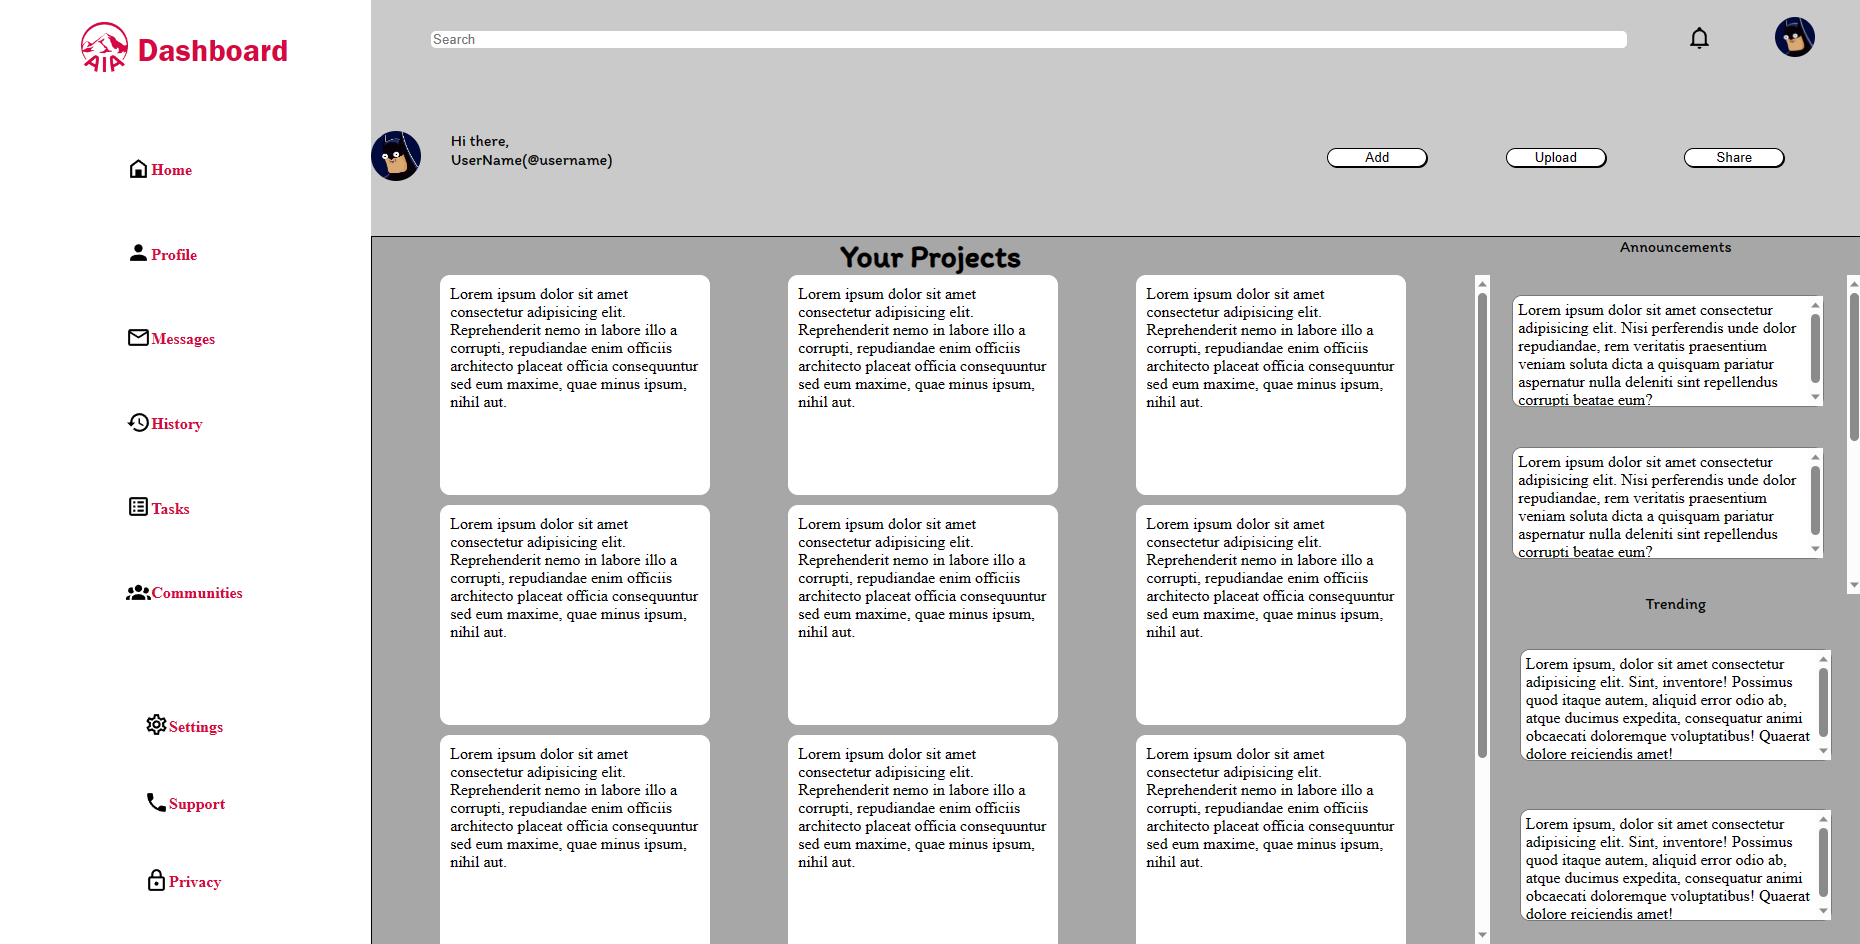 AIA
Dashboard
Home
Profile
Messages
History
Tasks
Communities
Settings
Support
Privacy
Search
Hi there,
UserName(@username)
Add
Upload
Share
Your Projects
Lorem ipsum dolor sit amet
consectetur adipisicing elit.
Reprehenderit nemo in labore illo a
corrupti, repudiandae enim officiis
architecto placeat officia consequuntur
sed eum maxime, quae minus ipsum,
nihil aut.
Lorem ipsum dolor sit amet
consectetur adipisicing elit.
Reprehenderit nemo in labore illo a
corrupti, repudiandae enim officiis
architecto placeat officia consequuntur
sed eum maxime, quae minus ipsum,
nihil aut.
Lorem ipsum dolor sit amet
consectetur adipisicing elit.
Reprehenderit nemo in labore illo a
corrupti, repudiandae enim officiis
architecto placeat officia consequuntur
sed eum maxime, quae minus ipsum,
nihil aut.
Lorem ipsum dolor sit amet
consectetur adipisicing elit.
Reprehenderit nemo in labore illo a
corrupti, repudiandae enim officiis
architecto placeat officia consequuntur
sed eum maxime, quae minus ipsum,
nihil aut.
Lorem ipsum dolor sit amet
consectetur adipisicing elit.
Reprehenderit nemo in labore illo a
corrupti, repudiandae enim officiis
architecto placeat officia consequuntur
sed eum maxime, quae minus ipsum,
nihil aut.
Lorem ipsum dolor sit amet
consectetur adipisicing elit.
Reprehenderit nemo in labore illo a
corrupti, repudiandae enim officiis
architecto placeat officia consequuntur
sed eum maxime, quae minus ipsum,
nihil aut.
Lorem ipsum dolor sit amet
consectetur adipisicing elit.
Reprehenderit nemo in labore illo a
corrupti, repudiandae enim officiis
architecto placeat officia consequuntur
sed eum maxime, quae minus ipsum,
nihil aut.
Lorem ipsum dolor sit amet
consectetur adipisicing elit.
Reprehenderit nemo in labore illo a
corrupti, repudiandae enim officiis
architecto placeat officia consequuntur
sed eum maxime, quae minus ipsum,
nihil aut.
Lorem ipsum dolor sit amet
consectetur adipisicing elit.
Reprehenderit nemo in labore illo a
corrupti, repudiandae enim officiis
architecto placeat officia consequuntur
sed eum maxime, quae minus ipsum,
nihil aut.
Announcements
Lorem ipsum dolor sit amet consectetur
adipisicing elit. Nisi perferendis unde dolor
repudiandae, rem veritatis praesentium
veniam soluta dicta a quisquam pariatur
aspernatur nulla deleniti sint repellendus
corrupti beatae eum?
Lorem ipsum dolor sit amet consectetur
adipisicing elit. Nisi perferendis unde dolor
repudiandae, rem veritatis praesentium
veniam soluta dicta a quisquam pariatur
aspernatur nulla deleniti sint repellendus
corrupti beatae eum?
Trending
Lorem ipsum, dolor sit amet consectetur
adipisicing elit. Sint, inventore! Possimus
quod itaque autem, aliquid error odio ab,
atque ducimus expedita, consequatur animi
obcaecati doloremque voluptatibus! Quaerat
dolore reiciendis amet!
Lorem ipsum, dolor sit amet consectetur
adipisicing elit. Sint, inventore! Possimus
quod itaque autem, aliquid error odio ab,
atque ducimus expedita, consequatur animi
obcaecati doloremque voluptatibus! Quaerat
dolore reiciendis amet!